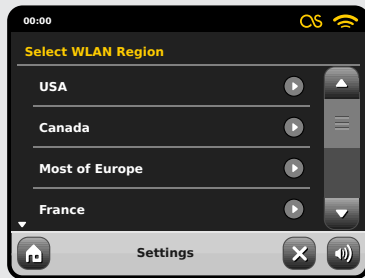 00:00
Select WLAN Region
USA
Canada
Most of Europe
France
Settings